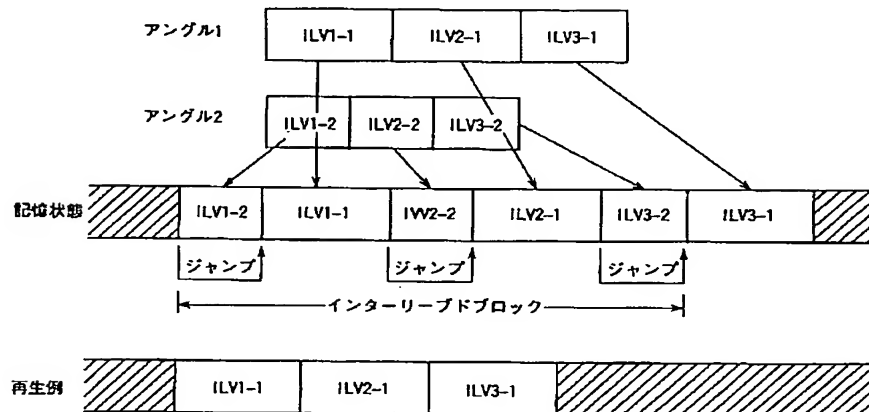 アングル1 ILV1-1 ILV2-1 ILV3-1
アングル2 ILV1-2 ILV2-2 ILV3-2
記憶状態 ILV1-2 ILV1-1 IVV2-2 ILV2-1 ILV3-2 ILV3-1
ジャンプ ジャンプ ジャンプ
インターリーブドブロック
再生例 ILV1-1 ILV2-1 ILV3-1